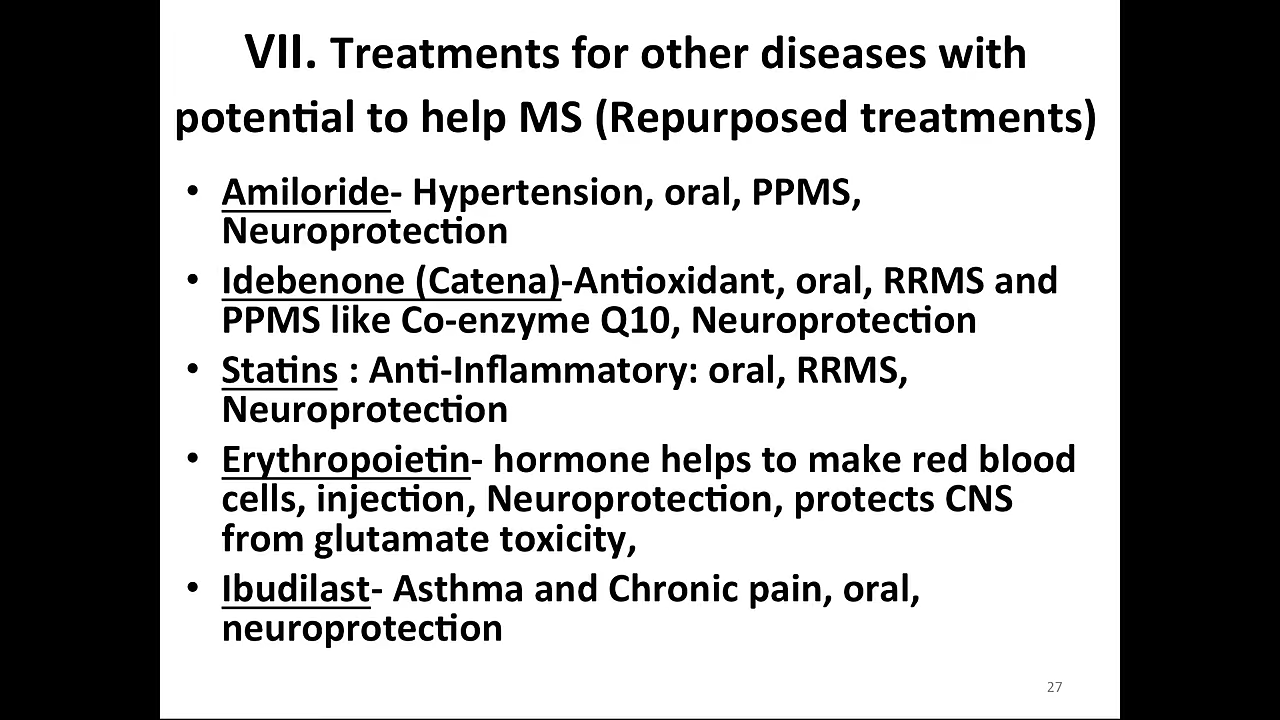 VII. Treatments for other diseases with
potential to help MS (Repurposed treatments)
• Amiloride- Hypertension, oral, PPMS,
Neuroprotection
• Idebenone (Catena)-Antioxidant, oral, RRMS and
PPMS like Co-enzyme Q10, Neuroprotection
• Statins : Anti-Inflammatory: oral, RRMS,
Neuroprotection
• Erythropoietin- hormone helps to make red blood
cells, injection, Neuroprotection, protects CNS
from glutamate toxicity,
• Ibudilast- Asthma and Chronic pain, oral,
neuroprotection
27